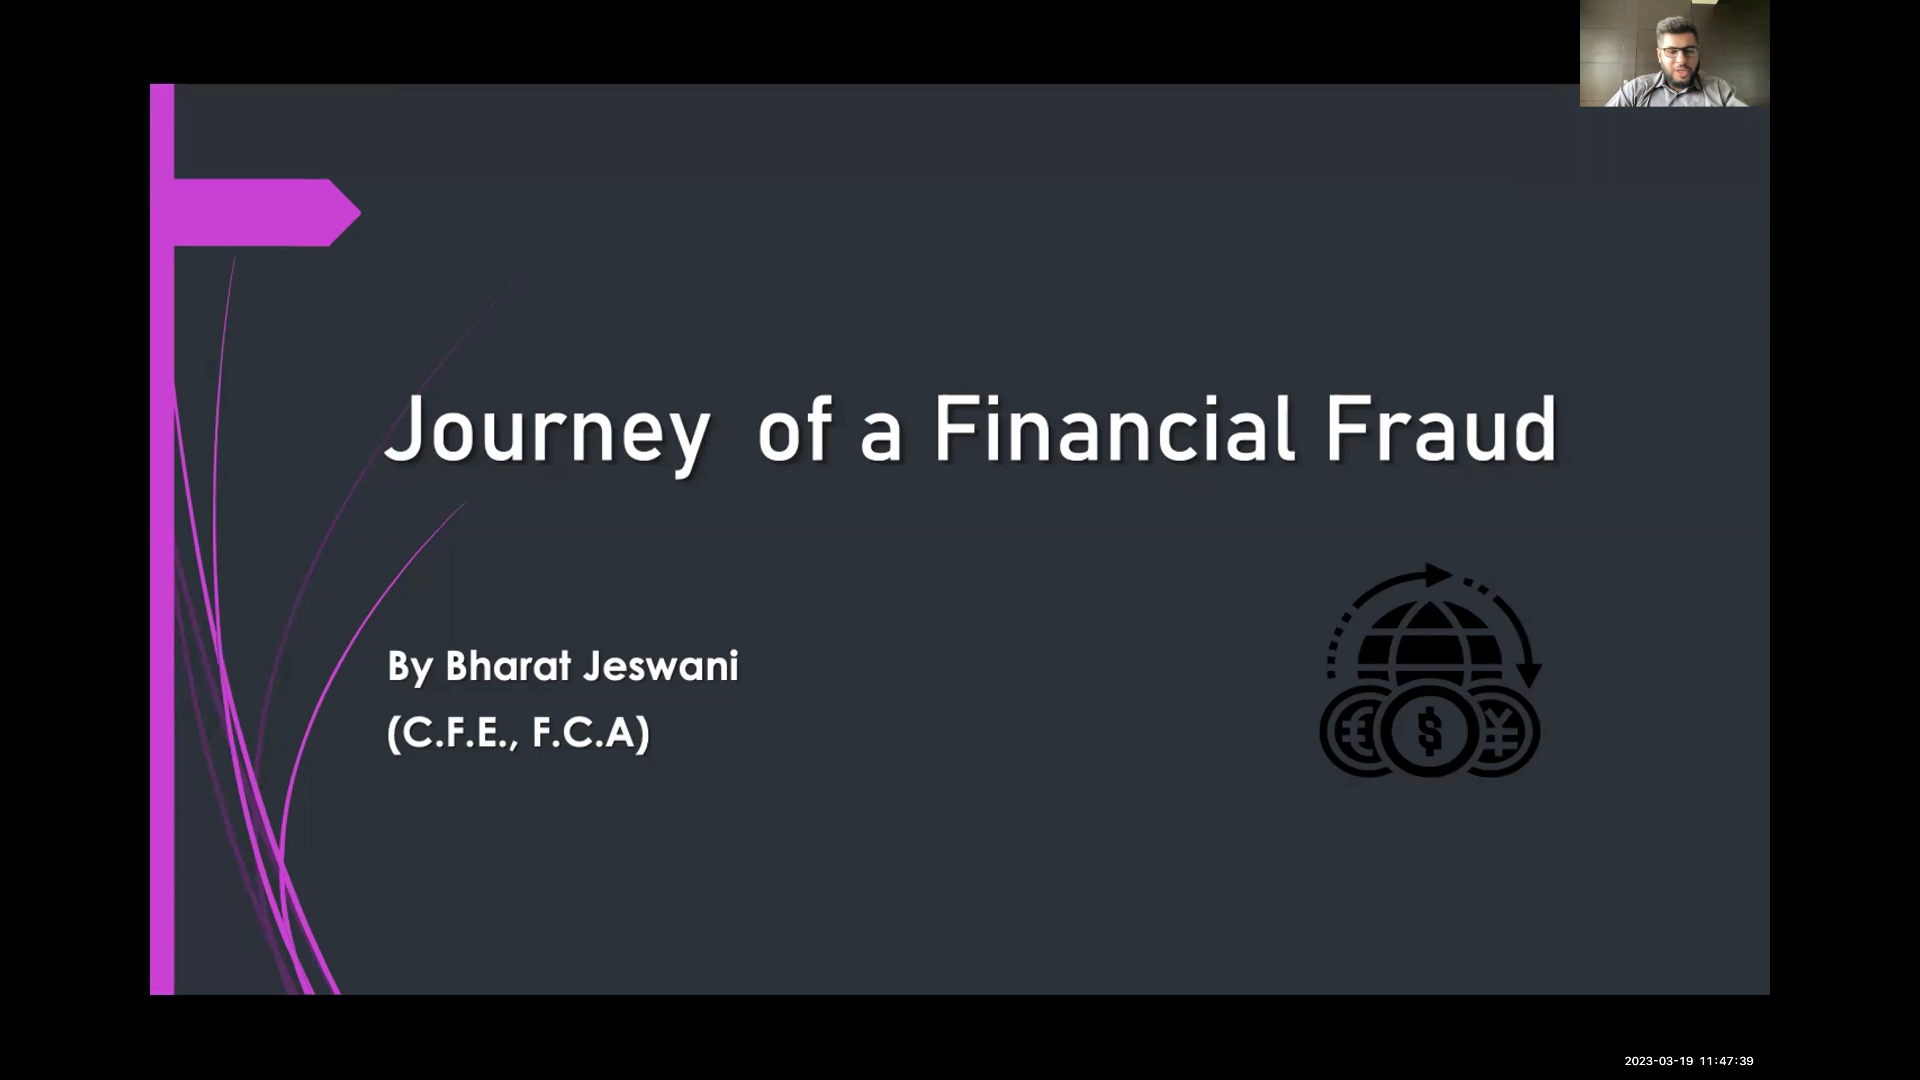 Journey of a Financial Fraud
By Bharat Jeswani
(C.F.E., F.C.A)
€ $ ¥
2023-03-19 11:47:39